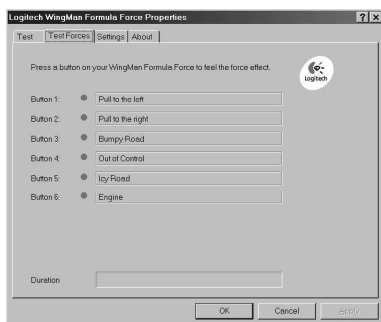 Logitech WingMan Formula Force Properties
Test Test Forces Settings About
Press a button on your WingMan Formula Force to feel the force effect.
Logitech
Button 1: Pull to the left
Button 2: Pull to the right
Button 3: Bumpy Road
Button 4: Out of Control
Button 5: Icy Road
Button 6: Engine
Duration
OK Cancel Apply